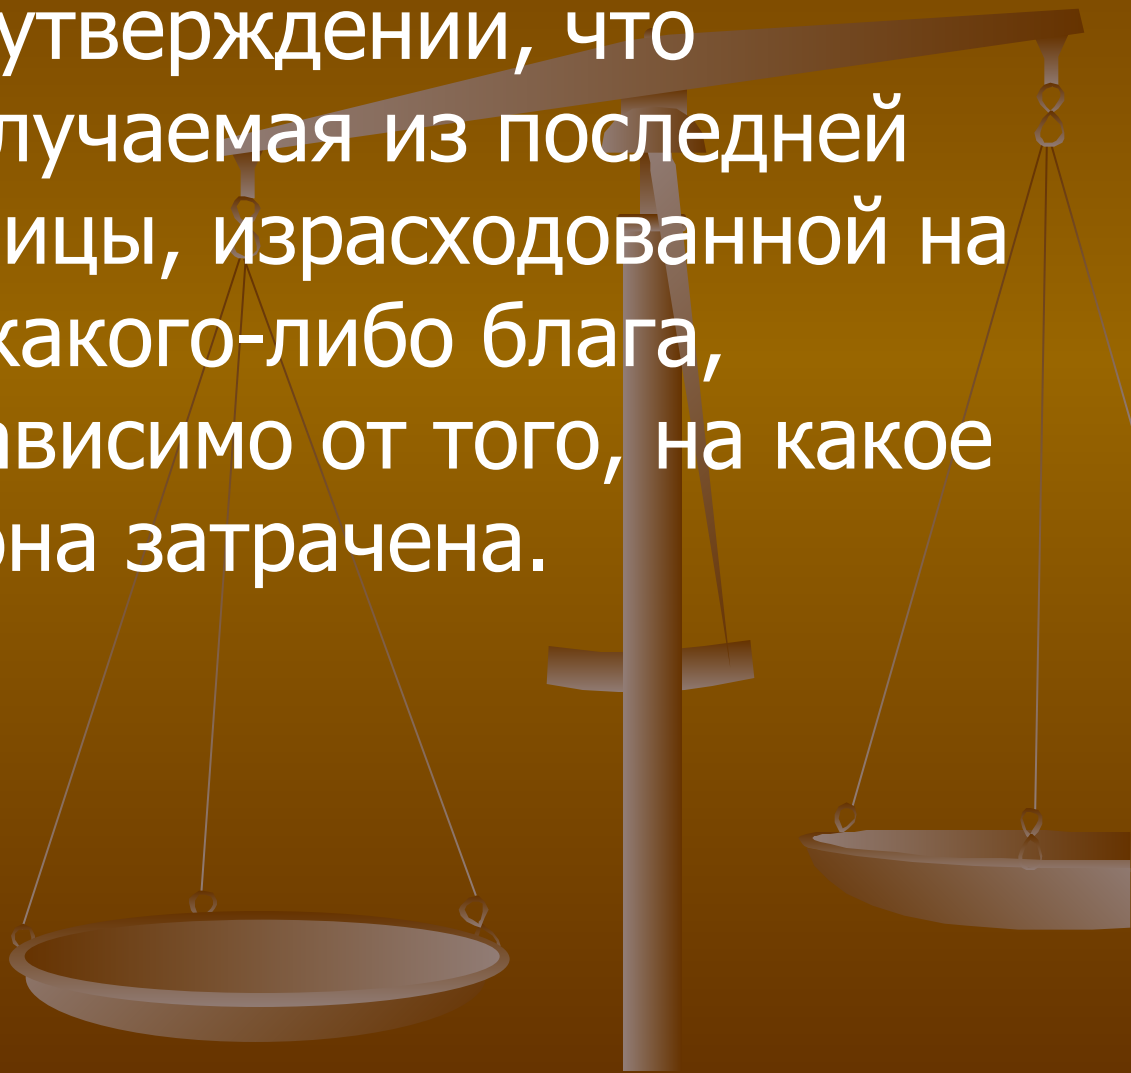 утверждении, что
лучаемая из последней
ицы, израсходованной на
какого-либо блага,
ависимо от того, на какое
она затрачена.